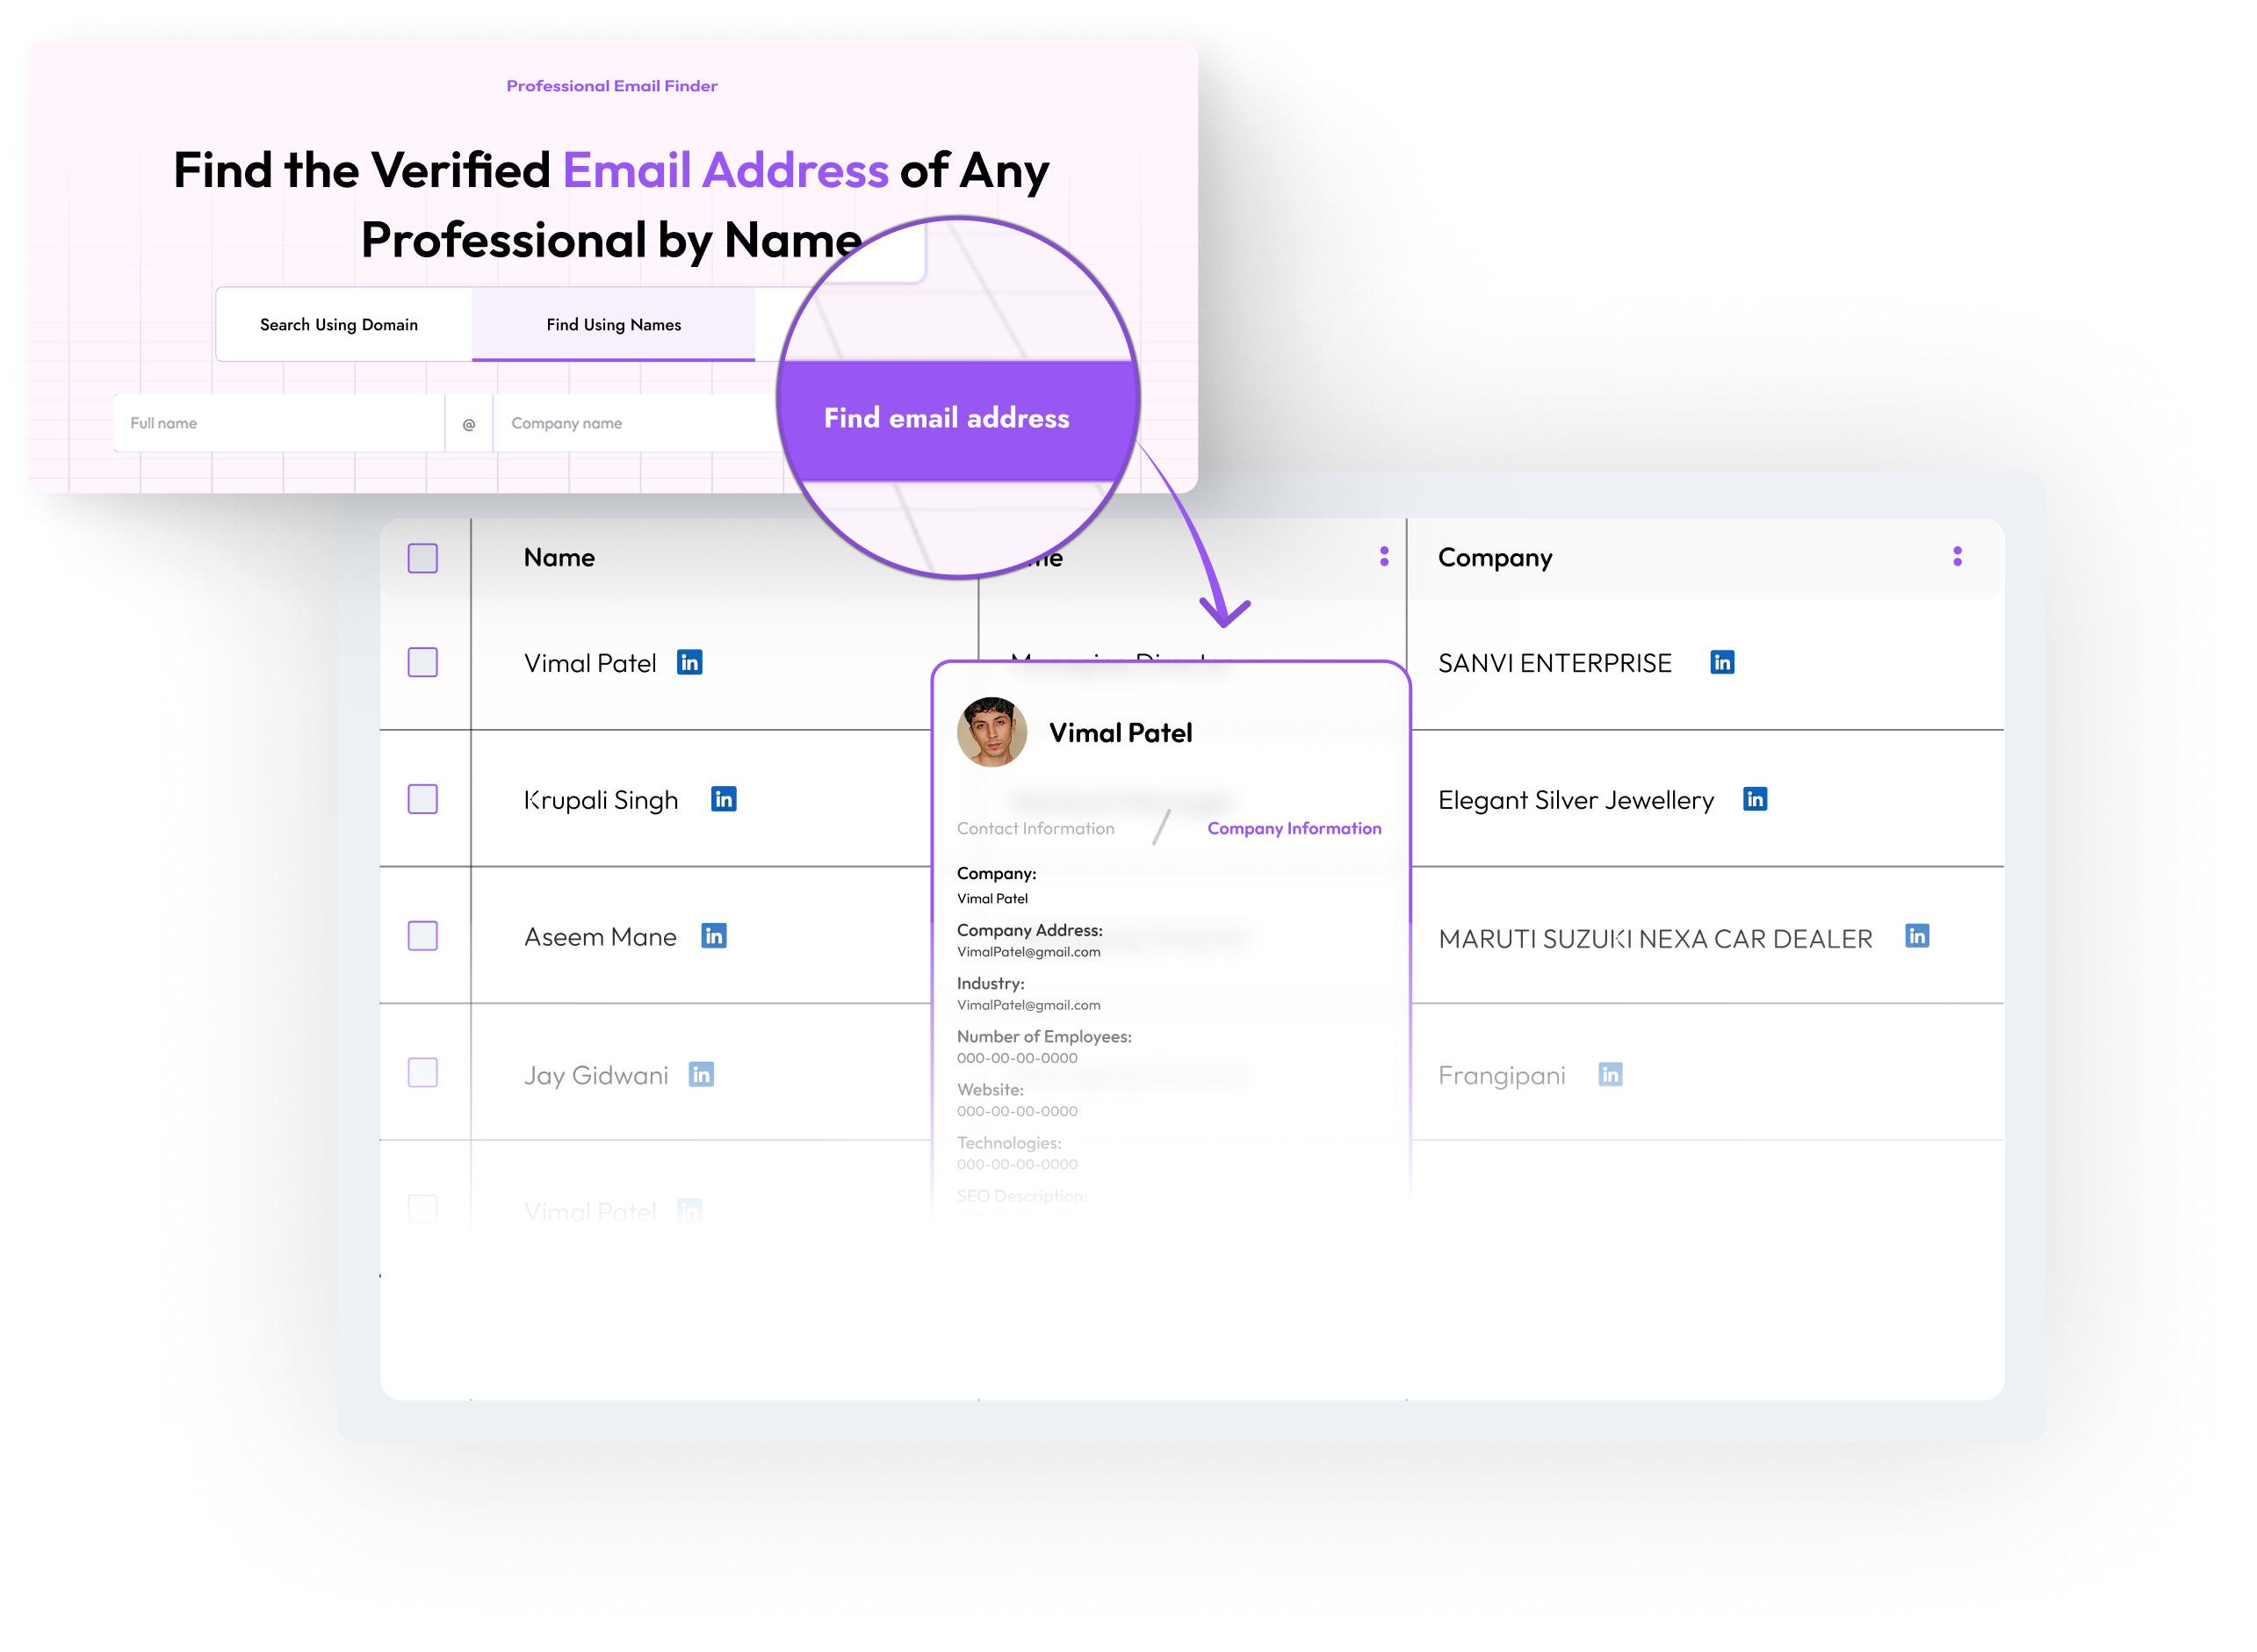 Professional Email Finder
Find the Verified Email Address of Any
Professional by Name
Search Using Domain
Find Using Names
Full name
@
Company name
Find email address
Name
Company
Vimal Patel in
SANVI ENTERPRISE in
Krupali Singh in
Elegant Silver Jewellery in
Aseem Mane in
MARUTI SUZUKI NEXA CAR DEALER in
Jay Gidwani in
Frangipani in
Vimal Patel in
Vimal Patel
Contact Information / Company Information
Company:
Vimal Patel
Company Address:
VimalPatel@gmail.com
Industry:
VimalPatel@gmail.com
Number of Employees:
000-00-00-0000
Website:
000-00-00-0000
Technologies:
000-00-00-0000
SEO Description: